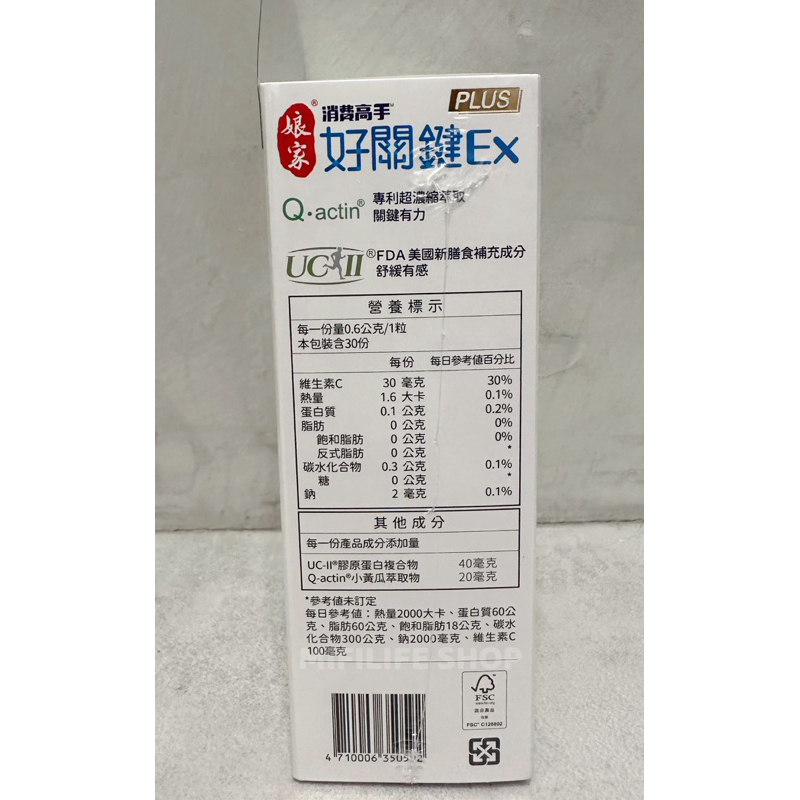 PLUS
娘家®
消費高手
好關鍵Ex
Q·actin®
專利超濃縮萃取
關鍵有力
UC-II®
FDA 美國新膳食補充成分
舒緩有感
營養標示
每一份量0.6公克/1粒
本包裝含30份
每份 每日參考值百分比
維生素C 30 毫克 30%
熱量 1.6 大卡 0.1%
蛋白質 0.1 公克 0.2%
脂肪 0 公克 0%
飽和脂肪 0 公克 0%
反式脂肪 0 公克 *
碳水化合物 0.3 公克 0.1%
糖 0 公克 *
鈉 2 毫克 0.1%
其他成分
每一份產品成分添加量
UC-II®膠原蛋白複合物 40毫克
Q-actin®小黃瓜萃取物 20毫克
*參考值未訂定
每日參考值：熱量2000大卡、蛋白質60公
克、脂肪60公克、飽和脂肪18公克、碳水
化合物300公克、鈉2000毫克、維生素C
100毫克
MIFILIFE SHOP
FSC
www.fsc.org
FSC® C128802
4 710006 350592